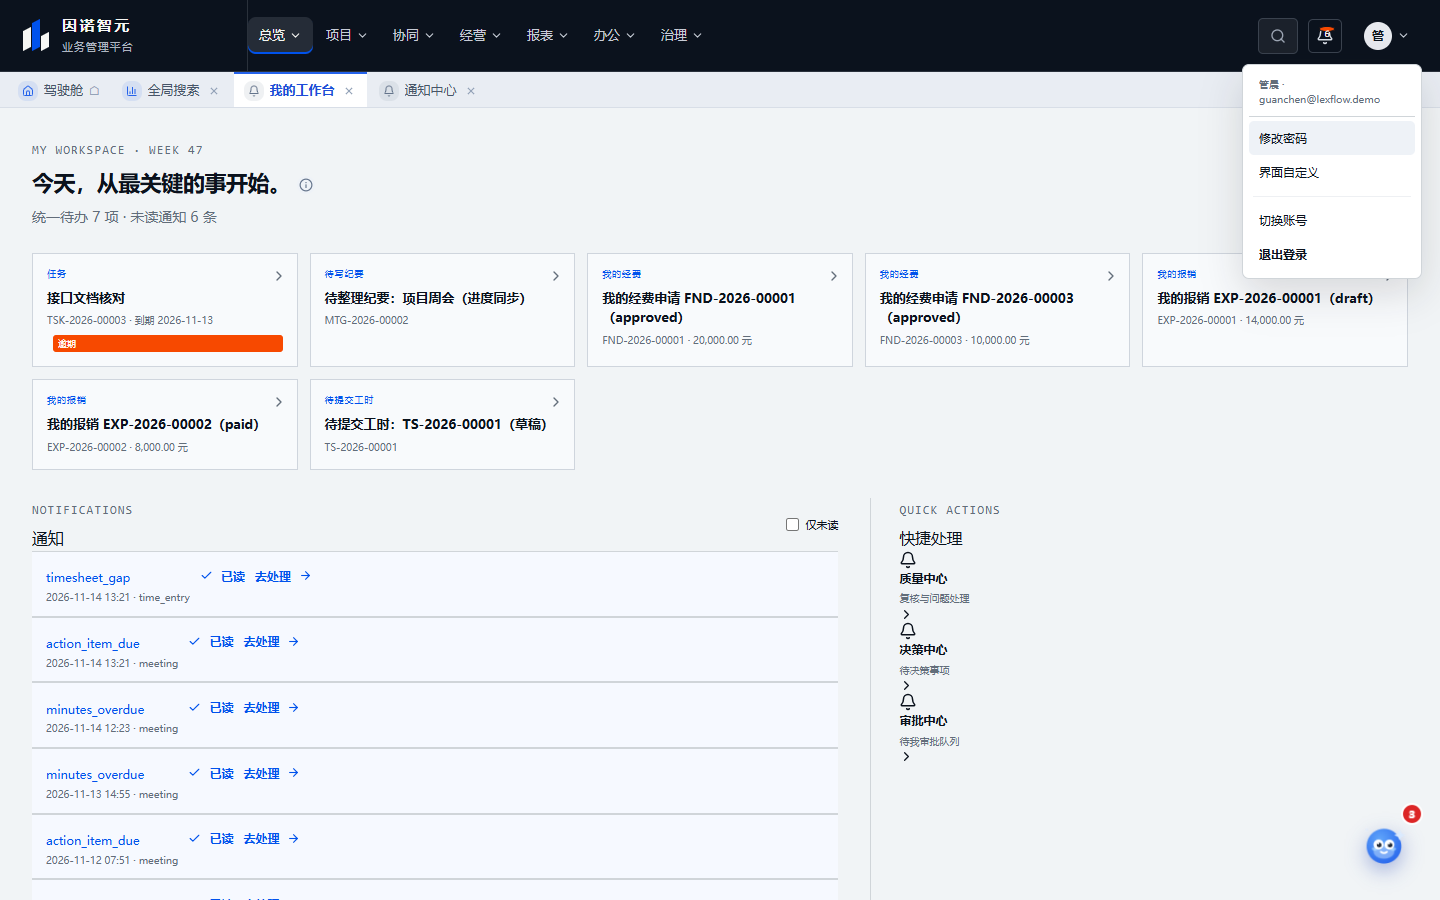 因诺智元
业务管理平台
总览
项目
协同
经营
报表
办公
治理
6
管
驾驶舱
全局搜索
我的工作台
通知中心
管晨 ·
guanchen@lexflow.demo
修改密码
界面自定义
切换账号
退出登录
MY WORKSPACE · WEEK 47
今天，从最关键的事开始。
统一待办 7 项 · 未读通知 6 条
任务
接口文档核对
TSK-2026-00003 · 到期 2026-11-13
逾期
待写纪要
待整理纪要：项目周会（进度同步）
MTG-2026-00002
我的经费
我的经费申请 FND-2026-00001
（approved）
FND-2026-00001 · 20,000.00 元
我的经费
我的经费申请 FND-2026-00003
（approved）
FND-2026-00003 · 10,000.00 元
我的报销
我的报销 EXP-2026-00001（draft）
EXP-2026-00001 · 14,000.00 元
我的报销
我的报销 EXP-2026-00002（paid）
EXP-2026-00002 · 8,000.00 元
待提交工时
待提交工时：TS-2026-00001（草稿）
TS-2026-00001
NOTIFICATIONS
通知
仅未读
timesheet_gap
已读 去处理
2026-11-14 13:21 · time_entry
action_item_due
已读 去处理
2026-11-14 13:21 · meeting
minutes_overdue
已读 去处理
2026-11-14 12:23 · meeting
minutes_overdue
已读 去处理
2026-11-13 14:55 · meeting
action_item_due
已读 去处理
2026-11-12 07:51 · meeting
QUICK ACTIONS
快捷处理
质量中心
复核与问题处理
决策中心
待决策事项
审批中心
待我审批队列
3